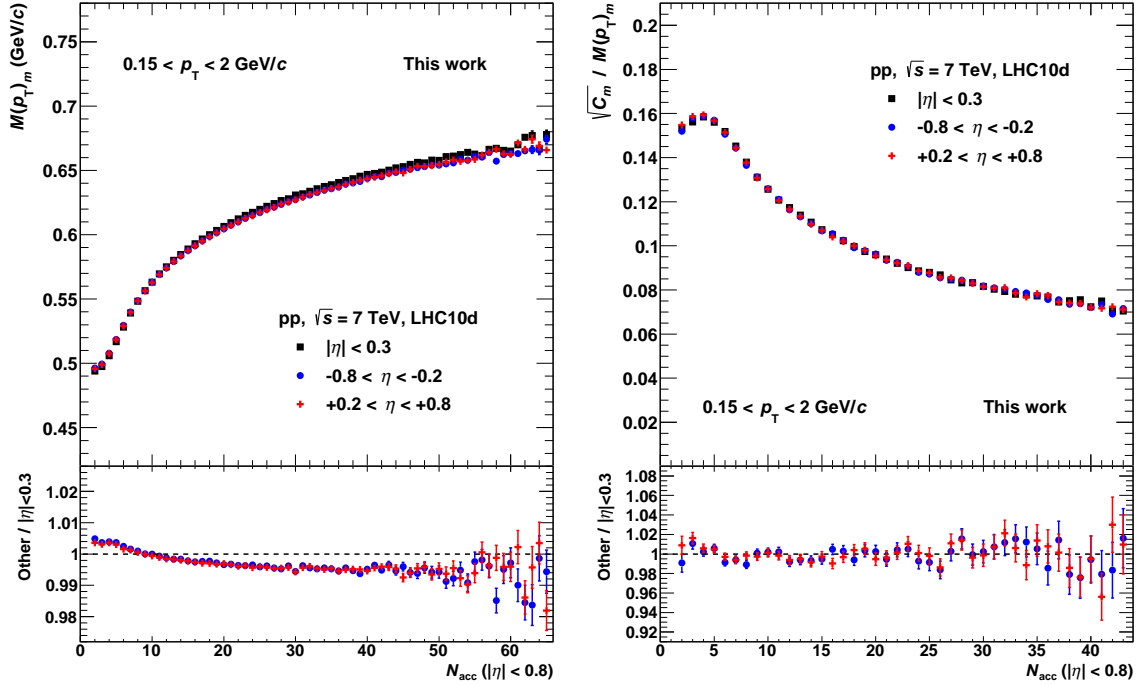 M(p_T)_m (GeV/c)
0.75
0.7
0.65
0.6
0.55
0.5
0.45
0.15 < p_T < 2 GeV/c
This work
pp, √s = 7 TeV, LHC10d
|η| < 0.3
-0.8 < η < -0.2
+0.2 < η < +0.8
Other / |η|<0.3
1.02
1.01
1
0.99
0.98
0 10 20 30 40 50 60
N_acc (|η| < 0.8)
√C_m / M(p_T)_m
0.2
0.18
0.16
0.14
0.12
0.1
0.08
0.06
0.04
0.02
pp, √s = 7 TeV, LHC10d
|η| < 0.3
-0.8 < η < -0.2
+0.2 < η < +0.8
0.15 < p_T < 2 GeV/c
This work
Other / |η|<0.3
1.08
1.06
1.04
1.02
1
0.98
0.96
0.94
0.92
0 5 10 15 20 25 30 35 40
N_acc (|η| < 0.8)